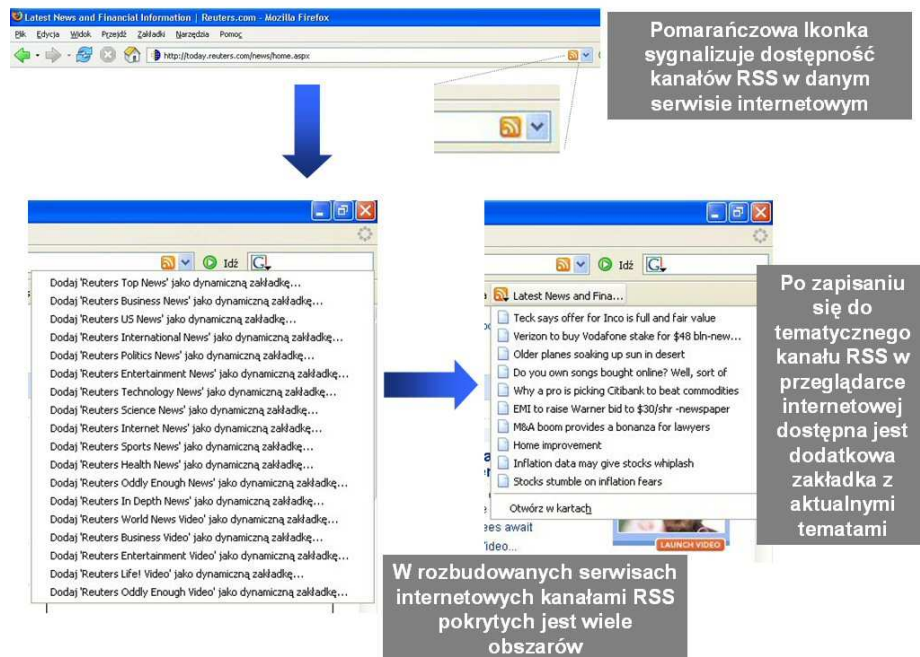 Latest News and Financial Information | Reuters.com - Mozilla Firefox
Plik Edycja Widok Przejdź Zakładki Narzędzia Pomoc
http://today.reuters.com/news/home.aspx
Pomarańczowa Ikonka
sygnalizuje dostępność
kanałów RSS w danym
serwisie internetowym
Idź
Dodaj 'Reuters Top News' jako dynamiczną zakładkę...
Dodaj 'Reuters Business News' jako dynamiczną zakładkę...
Dodaj 'Reuters US News' jako dynamiczną zakładkę...
Dodaj 'Reuters International News' jako dynamiczną zakładkę...
Dodaj 'Reuters Politics News' jako dynamiczną zakładkę...
Dodaj 'Reuters Entertainment News' jako dynamiczną zakładkę...
Dodaj 'Reuters Technology News' jako dynamiczną zakładkę...
Dodaj 'Reuters Science News' jako dynamiczną zakładkę...
Dodaj 'Reuters Internet News' jako dynamiczną zakładkę...
Dodaj 'Reuters Sports News' jako dynamiczną zakładkę...
Dodaj 'Reuters Health News' jako dynamiczną zakładkę...
Dodaj 'Reuters Oddly Enough News' jako dynamiczną zakładkę...
Dodaj 'Reuters In Depth News' jako dynamiczną zakładkę...
Dodaj 'Reuters World News Video' jako dynamiczną zakładkę...
Dodaj 'Reuters Business Video' jako dynamiczną zakładkę...
Dodaj 'Reuters Entertainment Video' jako dynamiczną zakładkę...
Dodaj 'Reuters Life! Video' jako dynamiczną zakładkę...
Dodaj 'Reuters Oddly Enough Video' jako dynamiczną zakładkę...
Idź
Latest News and Fina...
Teck says offer for Inco is full and fair value
Verizon to buy Vodafone stake for $48 bln-new...
Older planes soaking up sun in desert
Do you own songs bought online? Well, sort of
Why a pro is picking Citibank to beat commodities
EMI to raise Warner bid to $30/shr -newspaper
M&A boom provides a bonanza for lawyers
Home improvement
Inflation data may give stocks whiplash
Stocks stumble on inflation fears
Otwórz w kartach
ees await
ideo...
LAUNCH VIDEO
Po zapisaniu
się do
tematycznego
kanału RSS w
przeglądarce
internetowej
dostępna jest
dodatkowa
zakładka z
aktualnymi
tematami
W rozbudowanych serwisach
internetowych kanałami RSS
pokrytych jest wiele
obszarów